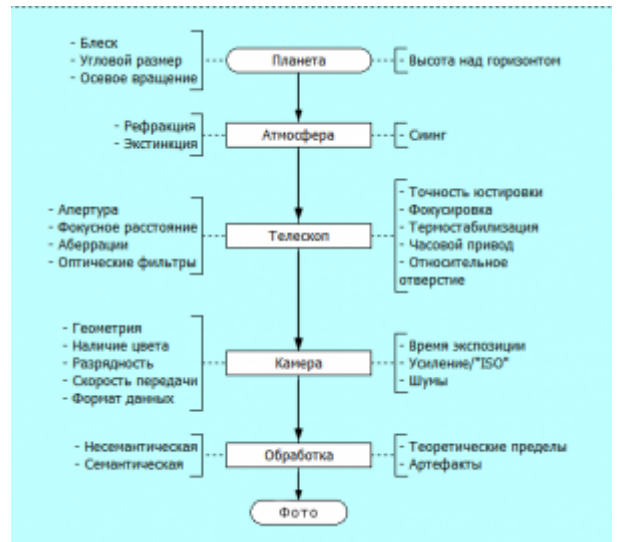 - Блеск
- Угловой размер
- Осевое вращение
Планета
- Высота над горизонтом
- Рефракция
- Экстинкция
Атмосфера
- Сиинг
- Апертура
- Фокусное расстояние
- Аберрации
- Оптические фильтры
Телескоп
- Точность юстировки
- Фокусировка
- Термостабилизация
- Часовой привод
- Относительное
отверстие
- Геометрия
- Наличие цвета
- Разрядность
- Скорость передачи
- Формат данных
Камера
- Время экспозиции
- Усиление/"ISO"
- Шумы
- Несемантическая
- Семантическая
Обработка
- Теоретические пределы
- Артефакты
Фото